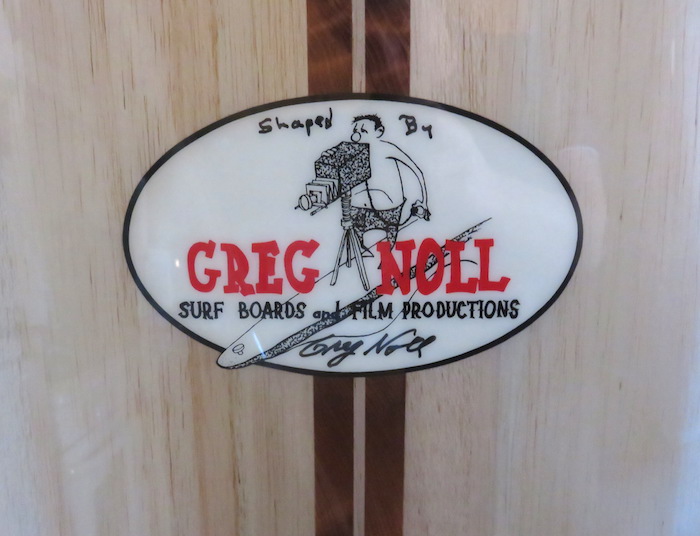 Shaped By
GREG NOLL
SURF BOARDS and FILM PRODUCTIONS
Greg Noll